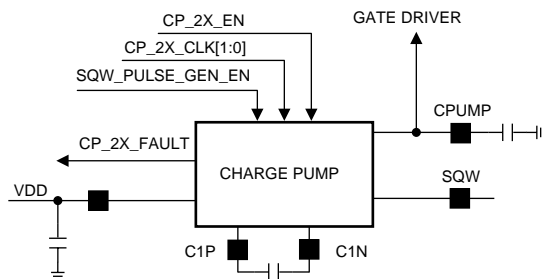 CP_2X_EN
GATE DRIVER
CP_2X_CLK[1:0]
SQW_PULSE_GEN_EN
CPUMP
CP_2X_FAULT
CHARGE PUMP
VDD
SQW
C1P
C1N